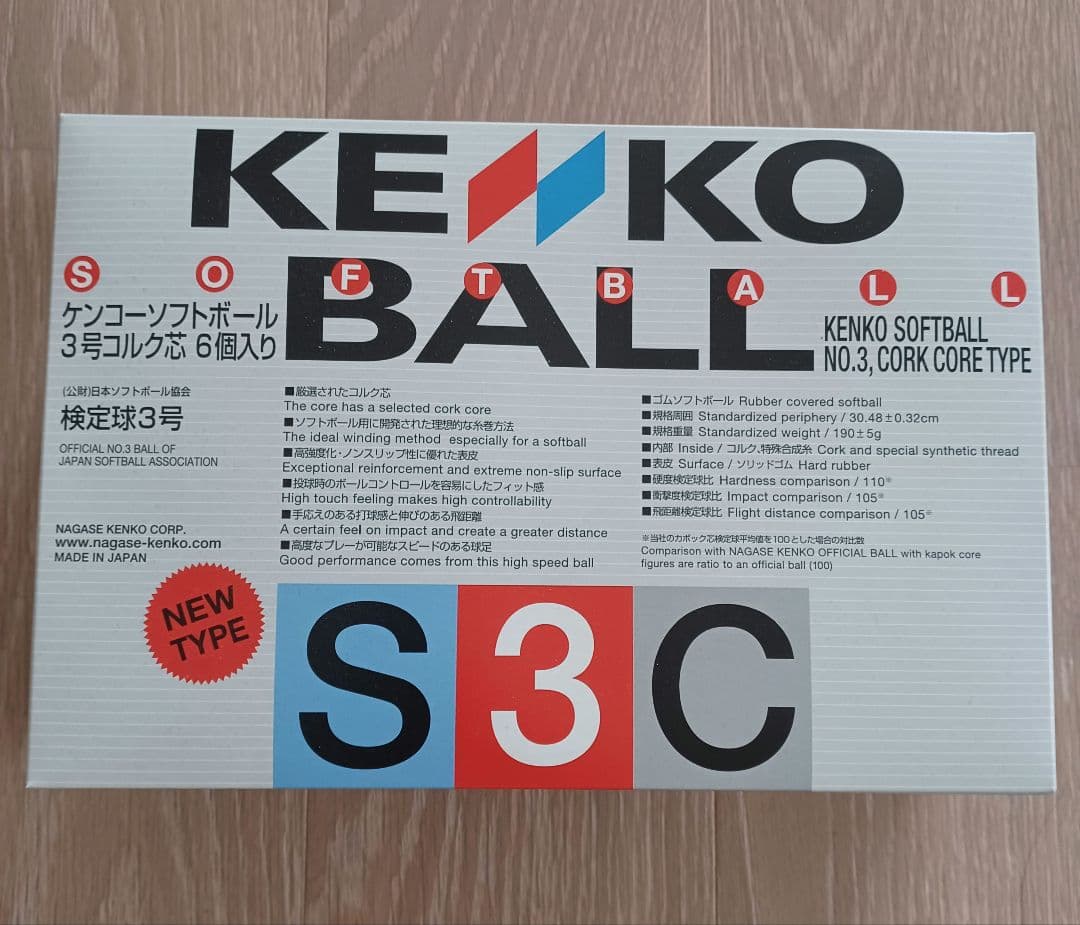 KENKO
SOFTBALL
BALL
ケンコーソフトボール
3号コルク芯 6個入り
KENKO SOFTBALL
NO.3, CORK CORE TYPE
(公財)日本ソフトボール協会
検定球3号
OFFICIAL NO.3 BALL OF
JAPAN SOFTBALL ASSOCIATION
NAGASE KENKO CORP.
www.nagase-kenko.com
MADE IN JAPAN
■厳選されたコルク芯
The core has a selected cork core
■ソフトボール用に開発された理想的な糸巻方法
The ideal winding method especially for a softball
■高強度化・ノンスリップ性に優れた表皮
Exceptional reinforcement and extreme non-slip surface
■投球時のボールコントロールを容易にしたフィット感
High touch feeling makes high controllability
■手応えのある打球感と伸びのある飛距離
A certain feel on impact and create a greater distance
■高度なプレーが可能なスピードのある球足
Good performance comes from this high speed ball
■ゴムソフトボール Rubber covered softball
■規格周囲 Standardized periphery / 30.48±0.32cm
■規格重量 Standardized weight / 190±5g
■内部 Inside / コルク、特殊合成糸 Cork and special synthetic thread
■表皮 Surface / ソリッドゴム Hard rubber
■硬度検定球比 Hardness comparison / 110※
■衝撃度検定球比 Impact comparison / 105※
■飛距離検定球比 Flight distance comparison / 105※
※当社のカポック芯検定球平均値を100とした場合の対比数
Comparison with NAGASE KENKO OFFICIAL BALL with kapok core
figures are ratio to an official ball (100)
NEW
TYPE
S3C